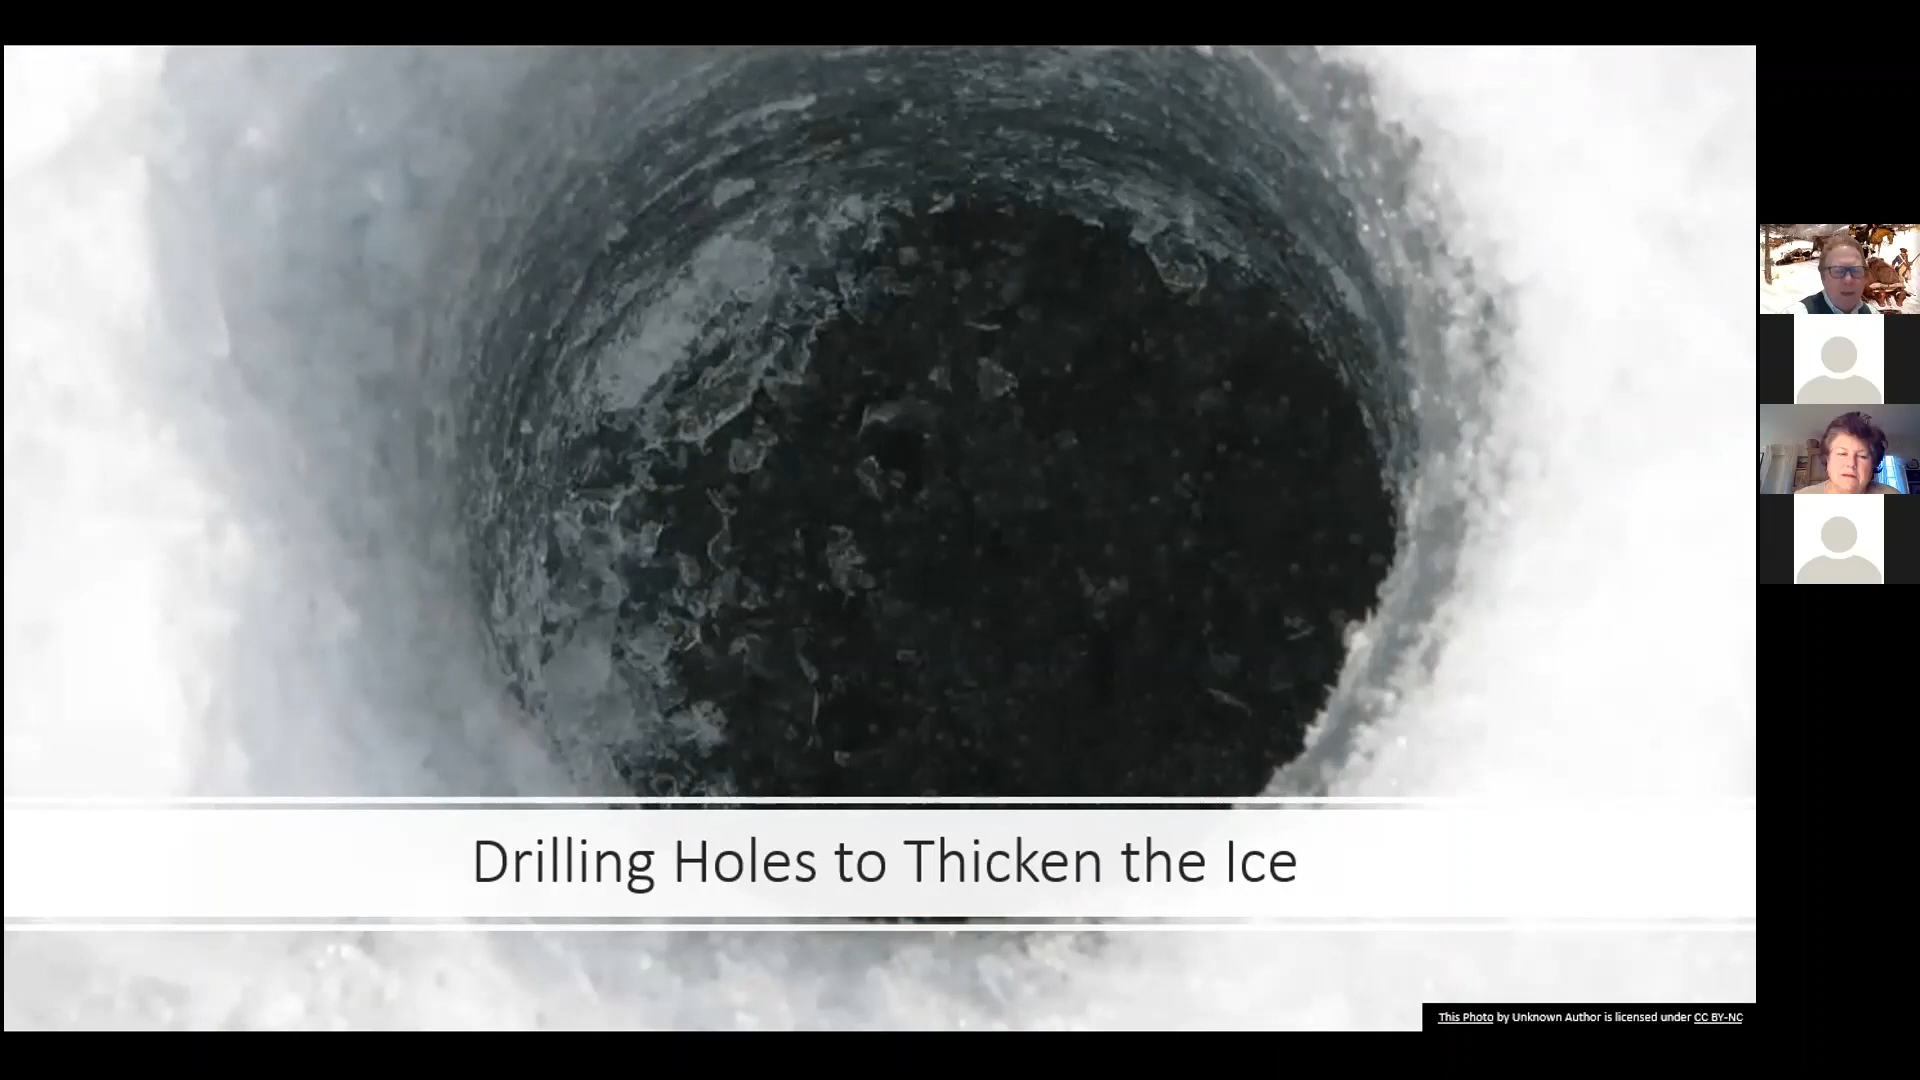 Drilling Holes to Thicken the Ice
This Photo by Unknown Author is licensed under CC BY-NC